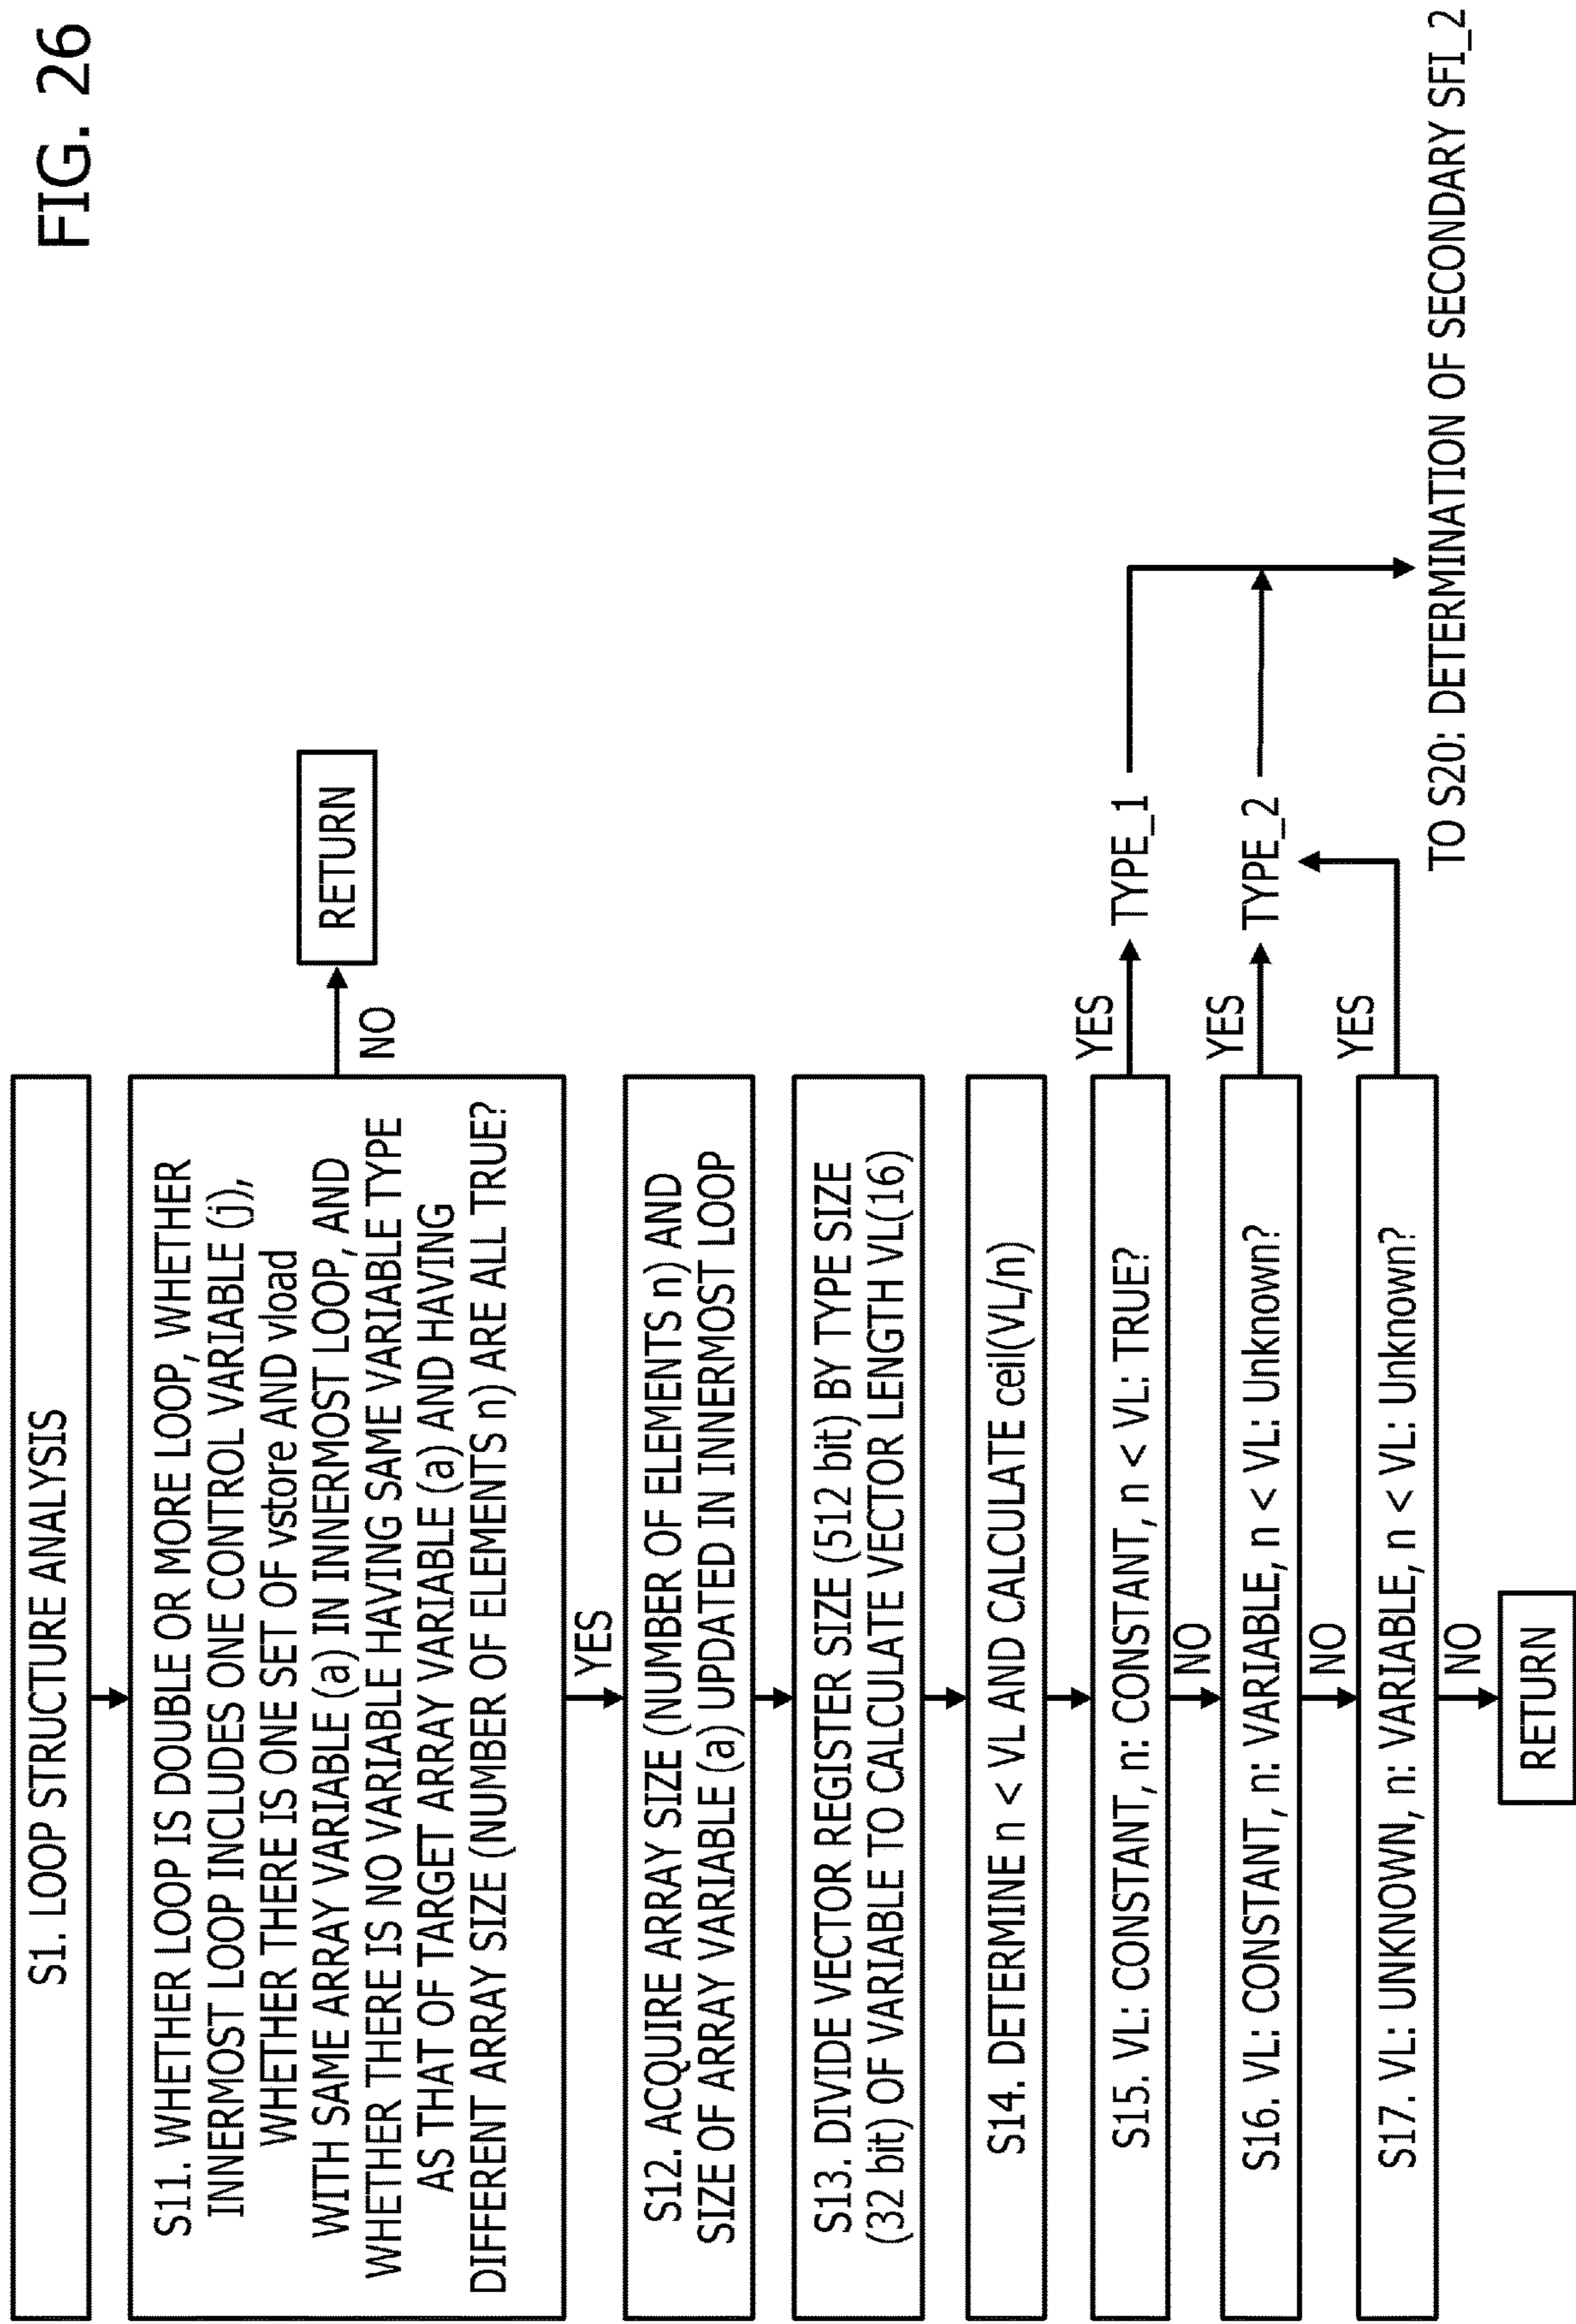 FIG. 26
S1. LOOP STRUCTURE ANALYSIS
S11. WHETHER LOOP IS DOUBLE OR MORE LOOP, WHETHER
INNERMOST LOOP INCLUDES ONE CONTROL VARIABLE (j),
WHETHER THERE IS ONE SET OF vstore AND vload
WITH SAME ARRAY VARIABLE (a) IN INNERMOST LOOP, AND
WHETHER THERE IS NO VARIABLE HAVING SAME VARIABLE TYPE
AS THAT OF TARGET ARRAY VARIABLE (a) AND HAVING
DIFFERENT ARRAY SIZE (NUMBER OF ELEMENTS n) ARE ALL TRUE?
NO
RETURN
YES
S12. ACQUIRE ARRAY SIZE (NUMBER OF ELEMENTS n) AND
SIZE OF ARRAY VARIABLE (a) UPDATED IN INNERMOST LOOP
S13. DIVIDE VECTOR REGISTER SIZE (512 bit) BY TYPE SIZE
(32 bit) OF VARIABLE TO CALCULATE VECTOR LENGTH VL(16)
S14. DETERMINE n < VL AND CALCULATE ceil(VL/n)
S15. VL: CONSTANT, n: CONSTANT, n < VL: TRUE?
YES
TYPE_1
NO
S16. VL: CONSTANT, n: VARIABLE, n < VL: Unknown?
YES
TYPE_2
NO
S17. VL: UNKNOWN, n: VARIABLE, n < VL: Unknown?
YES
NO
RETURN
TO S20: DETERMINATION OF SECONDARY SFI_2